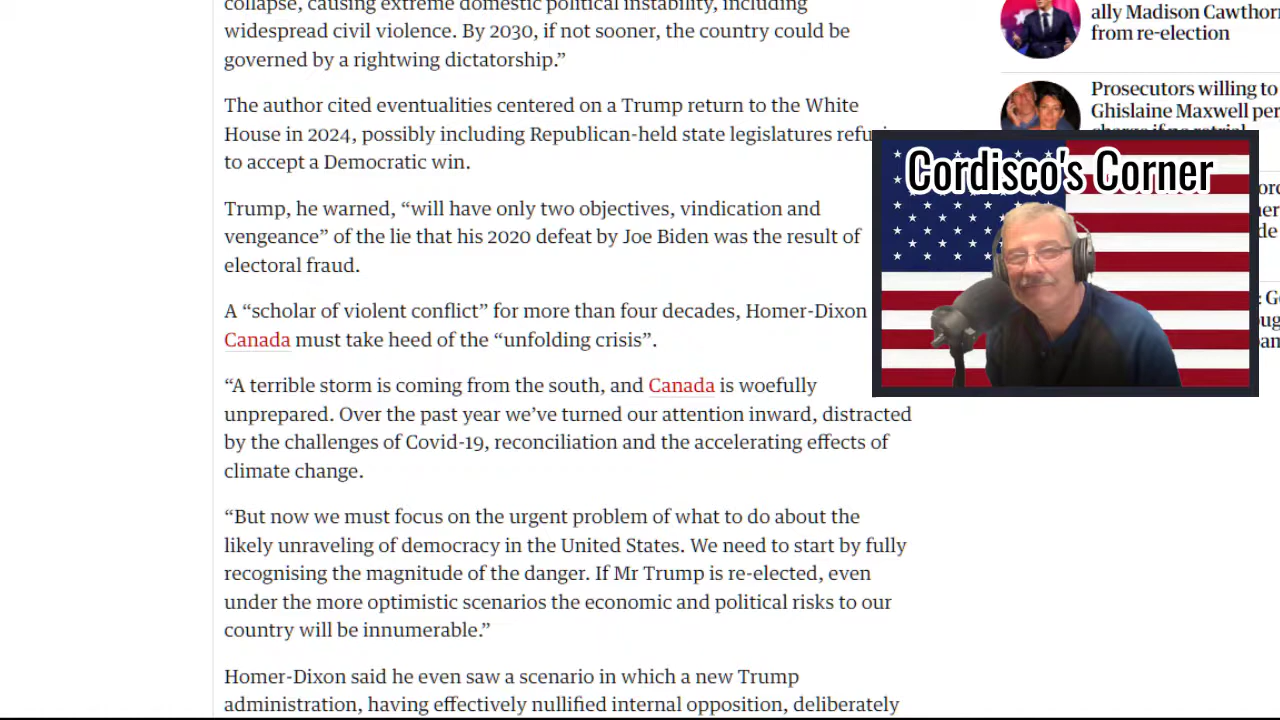 collapse, causing extreme domestic political instability, including
widespread civil violence. By 2030, if not sooner, the country could be
governed by a rightwing dictatorship.”
The author cited eventualities centered on a Trump return to the White
House in 2024, possibly including Republican-held state legislatures
to accept a Democratic win.
Trump, he warned, “will have only two objectives, vindication and
vengeance” of the lie that his 2020 defeat by Joe Biden was the result of
electoral fraud.
A “scholar of violent conflict” for more than four decades, Homer-Dixon
Canada must take heed of the “unfolding crisis”.
“A terrible storm is coming from the south, and Canada is woefully
unprepared. Over the past year we’ve turned our attention inward, distracted
by the challenges of Covid-19, reconciliation and the accelerating effects of
climate change.
“But now we must focus on the urgent problem of what to do about the
likely unraveling of democracy in the United States. We need to start by fully
recognising the magnitude of the danger. If Mr Trump is re-elected, even
under the more optimistic scenarios the economic and political risks to our
country will be innumerable.”
Homer-Dixon said he even saw a scenario in which a new Trump
administration, having effectively nullified internal opposition, deliberately
ally Madison Cawthor
from re-election
Prosecutors willing to
Ghislaine Maxwell per
Cordisco's Corner